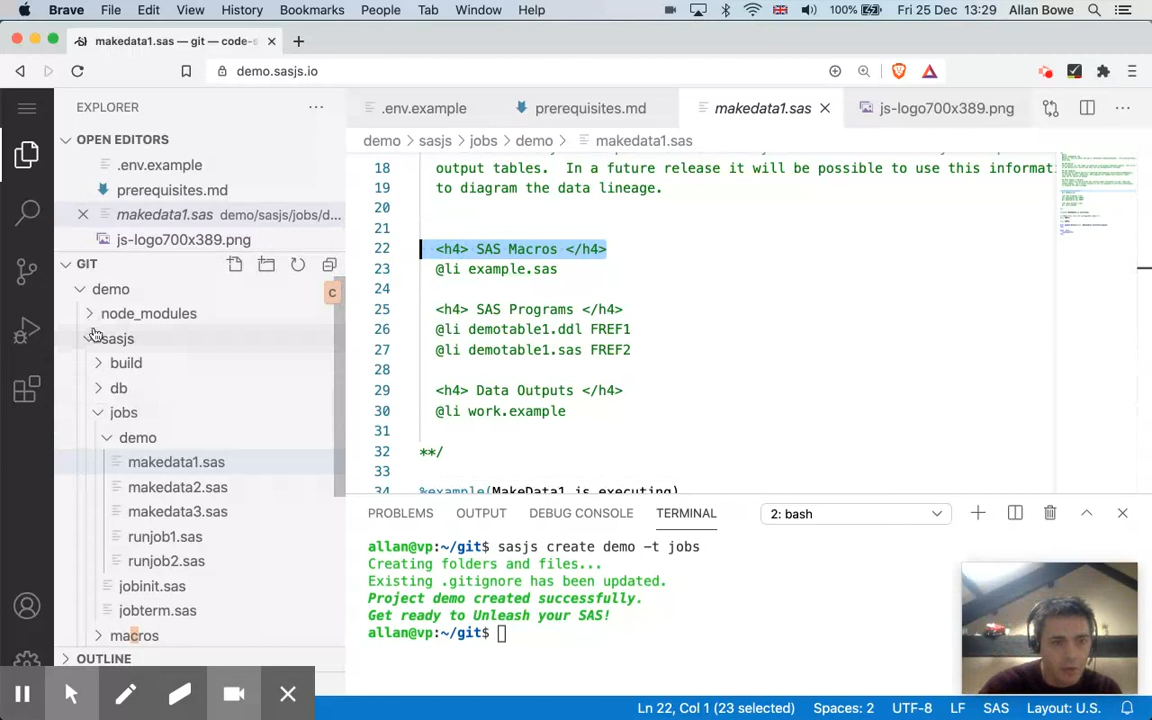 Brave File Edit View History Bookmarks People Tab Window Help 100% Fri 25 Dec 13:29 Allan Bowe
makedata1.sas — git — code-s
demo.sasjs.io
EXPLORER
OPEN EDITORS
.env.example
prerequisites.md
makedata1.sas demo/sasjs/jobs/d...
js-logo700x389.png
GIT
demo
C
node_modules
sasjs
build
db
jobs
demo
makedata1.sas
makedata2.sas
makedata3.sas
runjob1.sas
runjob2.sas
jobinit.sas
jobterm.sas
macros
OUTLINE
.env.example prerequisites.md makedata1.sas js-logo700x389.png
demo sasjs jobs demo makedata1.sas
18 output tables. In a future release it will be possible to use this informat
19 to diagram the data lineage.
20
21
22 <h4> SAS Macros </h4>
23 @li example.sas
24
25 <h4> SAS Programs </h4>
26 @li demotable1.ddl FREF1
27 @li demotable1.sas FREF2
28
29 <h4> Data Outputs </h4>
30 @li work.example
31
32 **/
33
34 %example(MakeData1 is executing)
PROBLEMS OUTPUT DEBUG CONSOLE TERMINAL 2: bash
allan@vp:~/git$ sasjs create demo -t jobs
Creating folders and files...
Existing .gitignore has been updated.
Project demo created successfully.
Get ready to Unleash your SAS!
allan@vp:~/git$
Ln 22, Col 1 (23 selected) Spaces: 2 UTF-8 LF SAS Layout: U.S.